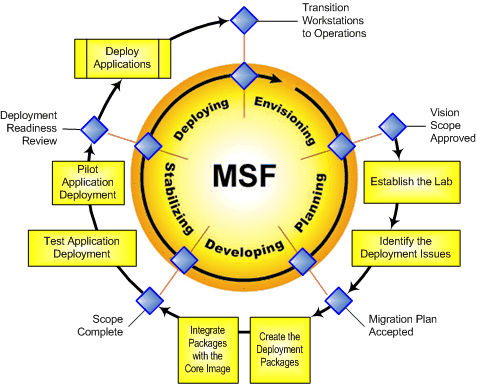 Transition
Workstations
to Operations
Deploy
Applications
Deployment
Readiness
Review
Vision
Scope
Approved
Deploying
Envisioning
Pilot
Application
Deployment
Stabilizing
MSF
Planning
Establish the Lab
Test Application
Deployment
Developing
Identify the
Deployment Issues
Scope
Complete
Migration Plan
Accepted
Integrate
Packages
with the
Core Image
Create the
Deployment
Packages